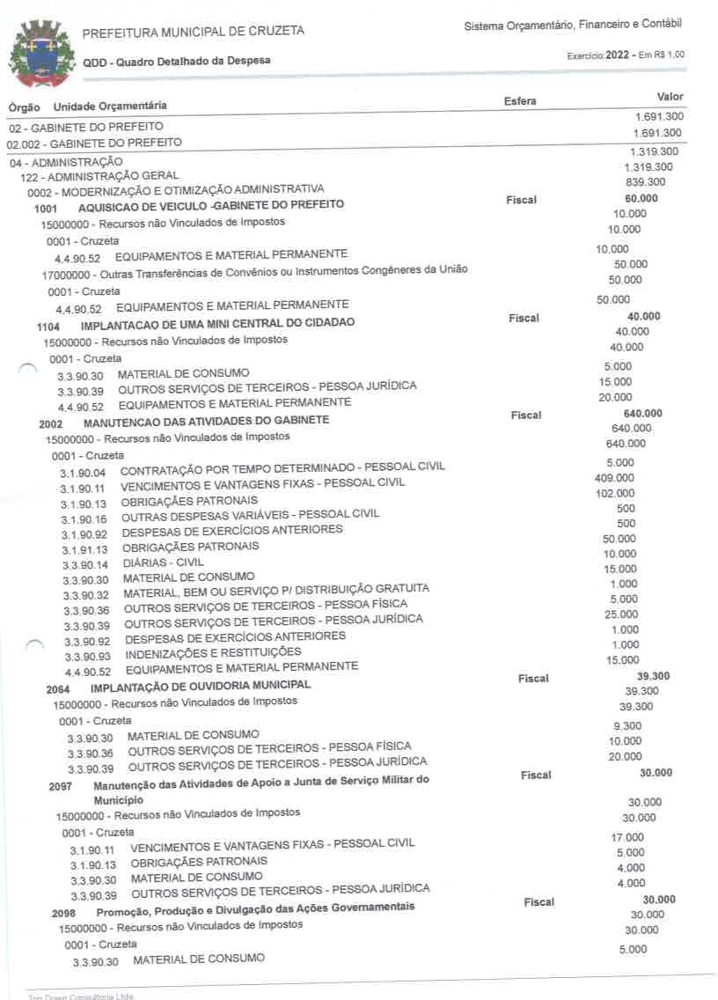 PREFEITURA MUNICIPAL DE CRUZETA Sistema Orçamentário, Financeiro e Contábil
QDD - Quadro Detalhado da Despesa Exercício:2022 - Em R$ 1,00
Órgão Unidade Orçamentária Esfera Valor
02 - GABINETE DO PREFEITO 1.691.300
02.002 - GABINETE DO PREFEITO 1.691.300
04 - ADMINISTRAÇÃO 1.319.300
122 - ADMINISTRAÇÃO GERAL 1.319.300
0002 - MODERNIZAÇÃO E OTIMIZAÇÃO ADMINISTRATIVA 839.300
1001 AQUISICAO DE VEICULO -GABINETE DO PREFEITO Fiscal 60.000
15000000 - Recursos não Vinculados de Impostos 10.000
0001 - Cruzeta 10.000
4.4.90.52 EQUIPAMENTOS E MATERIAL PERMANENTE 10.000
17000000 - Outras Transferências de Convênios ou Instrumentos Congêneres da União 50.000
0001 - Cruzeta 50.000
4.4.90.52 EQUIPAMENTOS E MATERIAL PERMANENTE 50.000
1104 IMPLANTACAO DE UMA MINI CENTRAL DO CIDADAO Fiscal 40.000
15000000 - Recursos não Vinculados de Impostos 40.000
0001 - Cruzeta 40.000
3.3.90.30 MATERIAL DE CONSUMO 5.000
3.3.90.39 OUTROS SERVIÇOS DE TERCEIROS - PESSOA JURÍDICA 15.000
4.4.90.52 EQUIPAMENTOS E MATERIAL PERMANENTE 20.000
2002 MANUTENCAO DAS ATIVIDADES DO GABINETE Fiscal 640.000
15000000 - Recursos não Vinculados de Impostos 640.000
0001 - Cruzeta 640.000
3.1.90.04 CONTRATAÇÃO POR TEMPO DETERMINADO - PESSOAL CIVIL 5.000
3.1.90.11 VENCIMENTOS E VANTAGENS FIXAS - PESSOAL CIVIL 409.000
3.1.90.13 OBRIGAÇÃES PATRONAIS 102.000
3.1.90.16 OUTRAS DESPESAS VARIÁVEIS - PESSOAL CIVIL 500
3.1.90.92 DESPESAS DE EXERCÍCIOS ANTERIORES 500
3.1.91.13 OBRIGAÇÃES PATRONAIS 50.000
3.3.90.14 DIÁRIAS - CIVIL 10.000
3.3.90.30 MATERIAL DE CONSUMO 15.000
3.3.90.32 MATERIAL, BEM OU SERVIÇO P/ DISTRIBUIÇÃO GRATUITA 1.000
3.3.90.36 OUTROS SERVIÇOS DE TERCEIROS - PESSOA FÍSICA 5.000
3.3.90.39 OUTROS SERVIÇOS DE TERCEIROS - PESSOA JURÍDICA 25.000
3.3.90.92 DESPESAS DE EXERCÍCIOS ANTERIORES 1.000
3.3.90.93 INDENIZAÇÕES E RESTITUIÇÕES 1.000
4.4.90.52 EQUIPAMENTOS E MATERIAL PERMANENTE 15.000
2064 IMPLANTAÇÃO DE OUVIDORIA MUNICIPAL Fiscal 39.300
15000000 - Recursos não Vinculados de Impostos 39.300
0001 - Cruzeta 39.300
3.3.90.30 MATERIAL DE CONSUMO 9.300
3.3.90.36 OUTROS SERVIÇOS DE TERCEIROS - PESSOA FÍSICA 10.000
3.3.90.39 OUTROS SERVIÇOS DE TERCEIROS - PESSOA JURÍDICA 20.000
2097 Manutenção das Atividades de Apoio a Junta de Serviço Militar do Fiscal 30.000
Município
15000000 - Recursos não Vinculados de Impostos 30.000
0001 - Cruzeta 30.000
3.1.90.11 VENCIMENTOS E VANTAGENS FIXAS - PESSOAL CIVIL 17.000
3.1.90.13 OBRIGAÇÃES PATRONAIS 5.000
3.3.90.30 MATERIAL DE CONSUMO 4.000
3.3.90.39 OUTROS SERVIÇOS DE TERCEIROS - PESSOA JURÍDICA 4.000
2098 Promoção, Produção e Divulgação das Ações Governamentais Fiscal 30.000
15000000 - Recursos não Vinculados de Impostos 30.000
0001 - Cruzeta 30.000
3.3.90.30 MATERIAL DE CONSUMO 5.000
Consultoria Ltda.